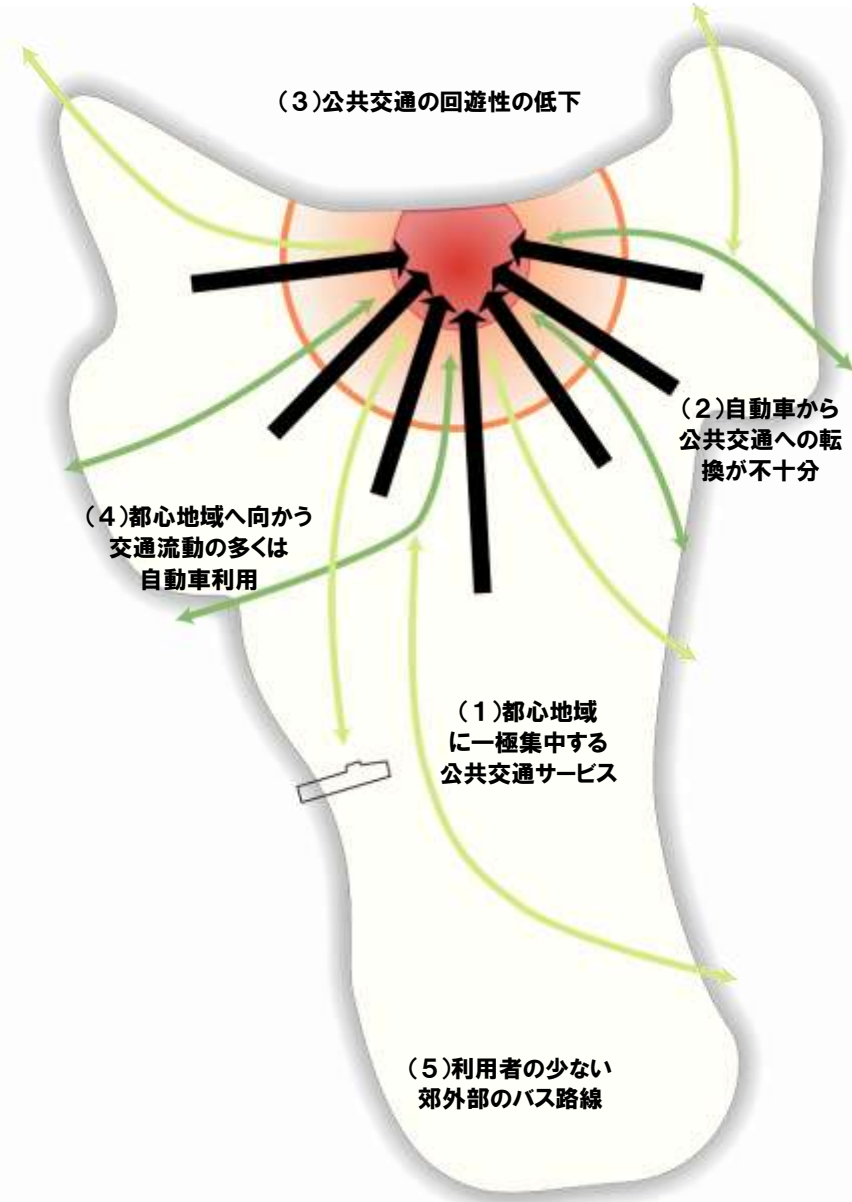 （３）公共交通の回遊性の低下
（２）自動車から
公共交通への転
換が不十分
（４）都心地域へ向かう
交通流動の多くは
自動車利用
（１）都心地域
に一極集中する
公共交通サービス
（５）利用者の少ない
郊外部のバス路線